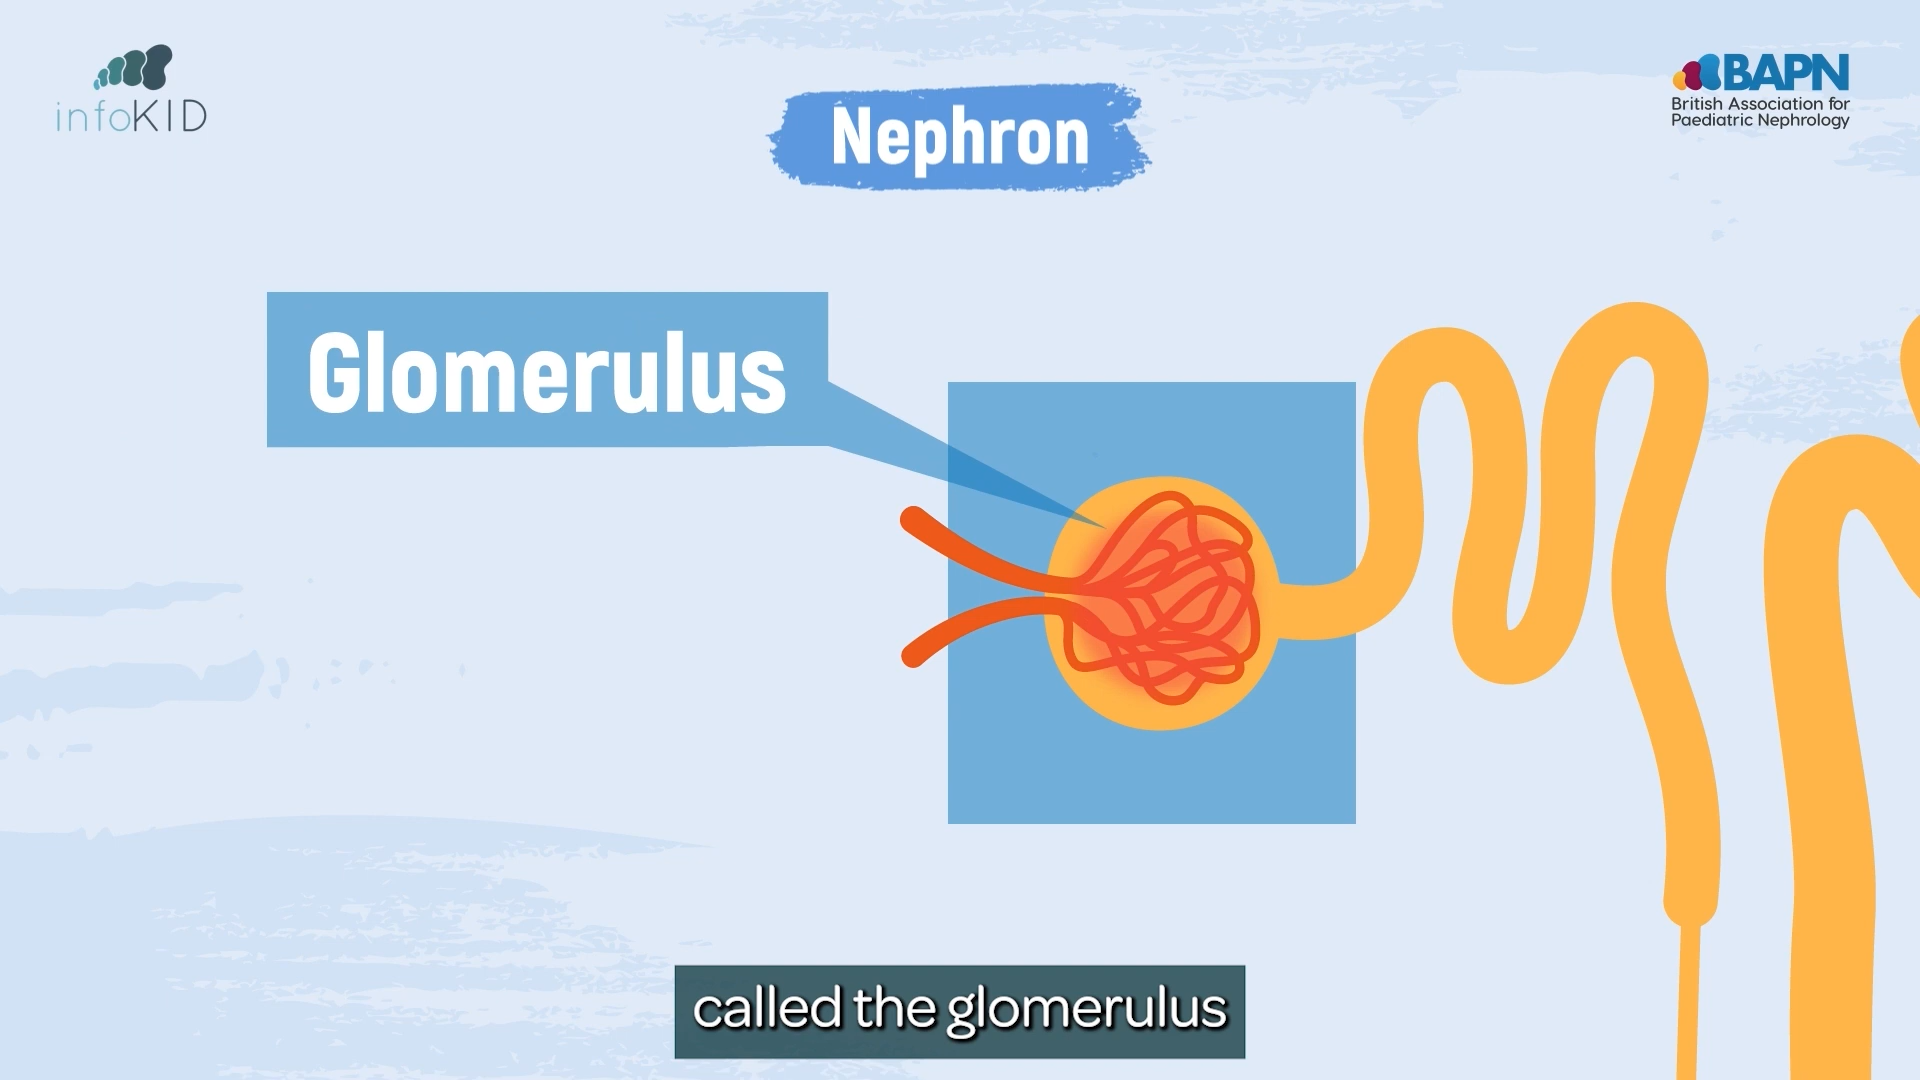 infoKID
BAPN
British Association for
Paediatric Nephrology
Nephron
Glomerulus
called the glomerulus